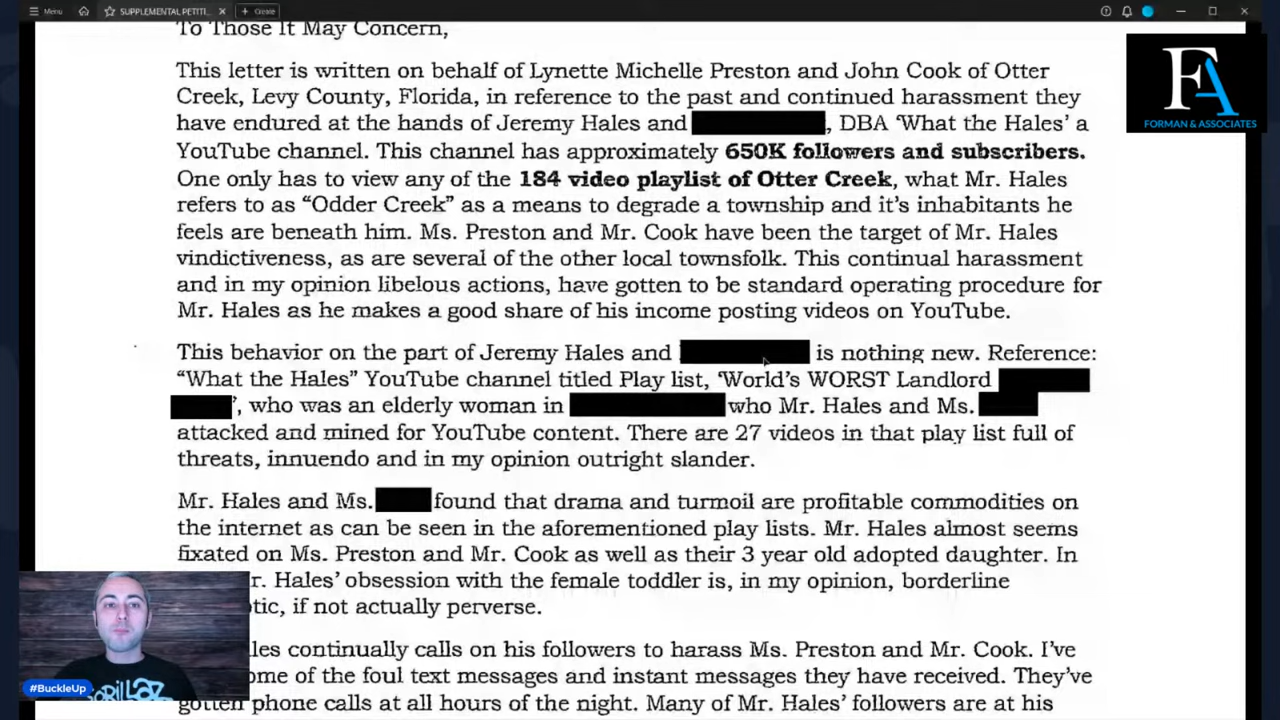 Menu
SUPPLEMENTAL PETITI...
Create
To Those It May Concern,
This letter is written on behalf of Lynette Michelle Preston and John Cook of Otter
Creek, Levy County, Florida, in reference to the past and continued harassment they
have endured at the hands of Jeremy Hales and , DBA ‘What the Hales’ a
YouTube channel. This channel has approximately 650K followers and subscribers.
One only has to view any of the 184 video playlist of Otter Creek, what Mr. Hales
refers to as “Odder Creek” as a means to degrade a township and it’s inhabitants he
feels are beneath him. Ms. Preston and Mr. Cook have been the target of Mr. Hales
vindictiveness, as are several of the other local townsfolk. This continual harassment
and in my opinion libelous actions, have gotten to be standard operating procedure for
Mr. Hales as he makes a good share of his income posting videos on YouTube.
This behavior on the part of Jeremy Hales and is nothing new. Reference:
“What the Hales” YouTube channel titled Play list, ‘World’s WORST Landlord
’, who was an elderly woman in who Mr. Hales and Ms.
attacked and mined for YouTube content. There are 27 videos in that play list full of
threats, innuendo and in my opinion outright slander.
Mr. Hales and Ms. found that drama and turmoil are profitable commodities on
the internet as can be seen in the aforementioned play lists. Mr. Hales almost seems
fixated on Ms. Preston and Mr. Cook as well as their 3 year old adopted daughter. In
r. Hales’ obsession with the female toddler is, in my opinion, borderline
tic, if not actually perverse.
les continually calls on his followers to harass Ms. Preston and Mr. Cook. I’ve
ome of the foul text messages and instant messages they have received. They’ve
gotten phone calls at all hours of the night. Many of Mr. Hales’ followers are at his
FA
FORMAN & ASSOCIATES
#BuckleUp
GORILLAZ